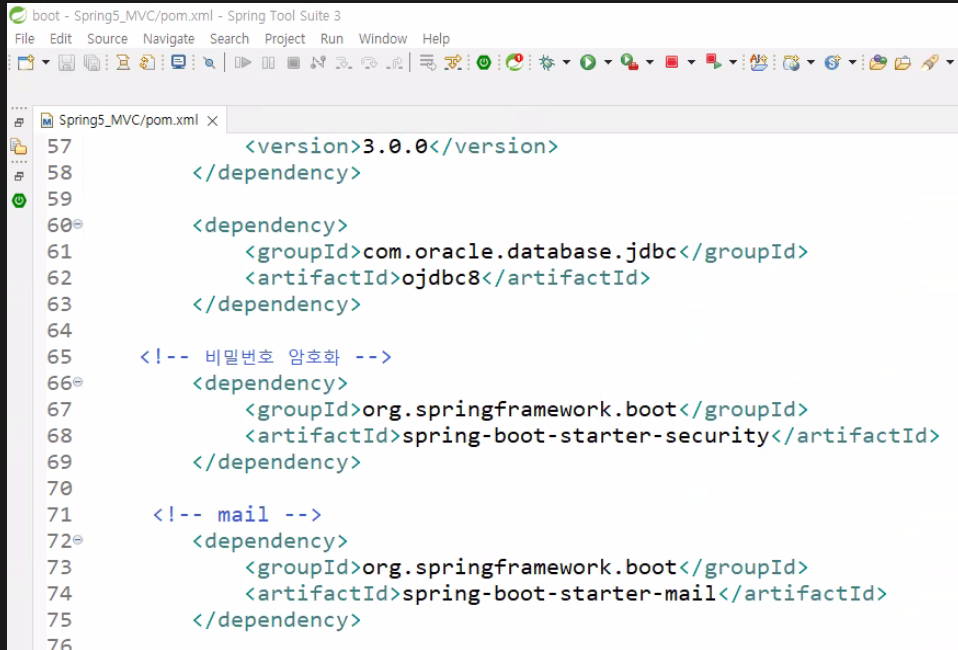 boot - Spring5_MVC/pom.xml - Spring Tool Suite 3
File Edit Source Navigate Search Project Run Window Help
Spring5_MVC/pom.xml
57 <version>3.0.0</version>
58 </dependency>
59
60 <dependency>
61 <groupId>com.oracle.database.jdbc</groupId>
62 <artifactId>ojdbc8</artifactId>
63 </dependency>
64
65 <!-- 비밀번호 암호화 -->
66 <dependency>
67 <groupId>org.springframework.boot</groupId>
68 <artifactId>spring-boot-starter-security</artifactId>
69 </dependency>
70
71 <!-- mail -->
72 <dependency>
73 <groupId>org.springframework.boot</groupId>
74 <artifactId>spring-boot-starter-mail</artifactId>
75 </dependency>
76